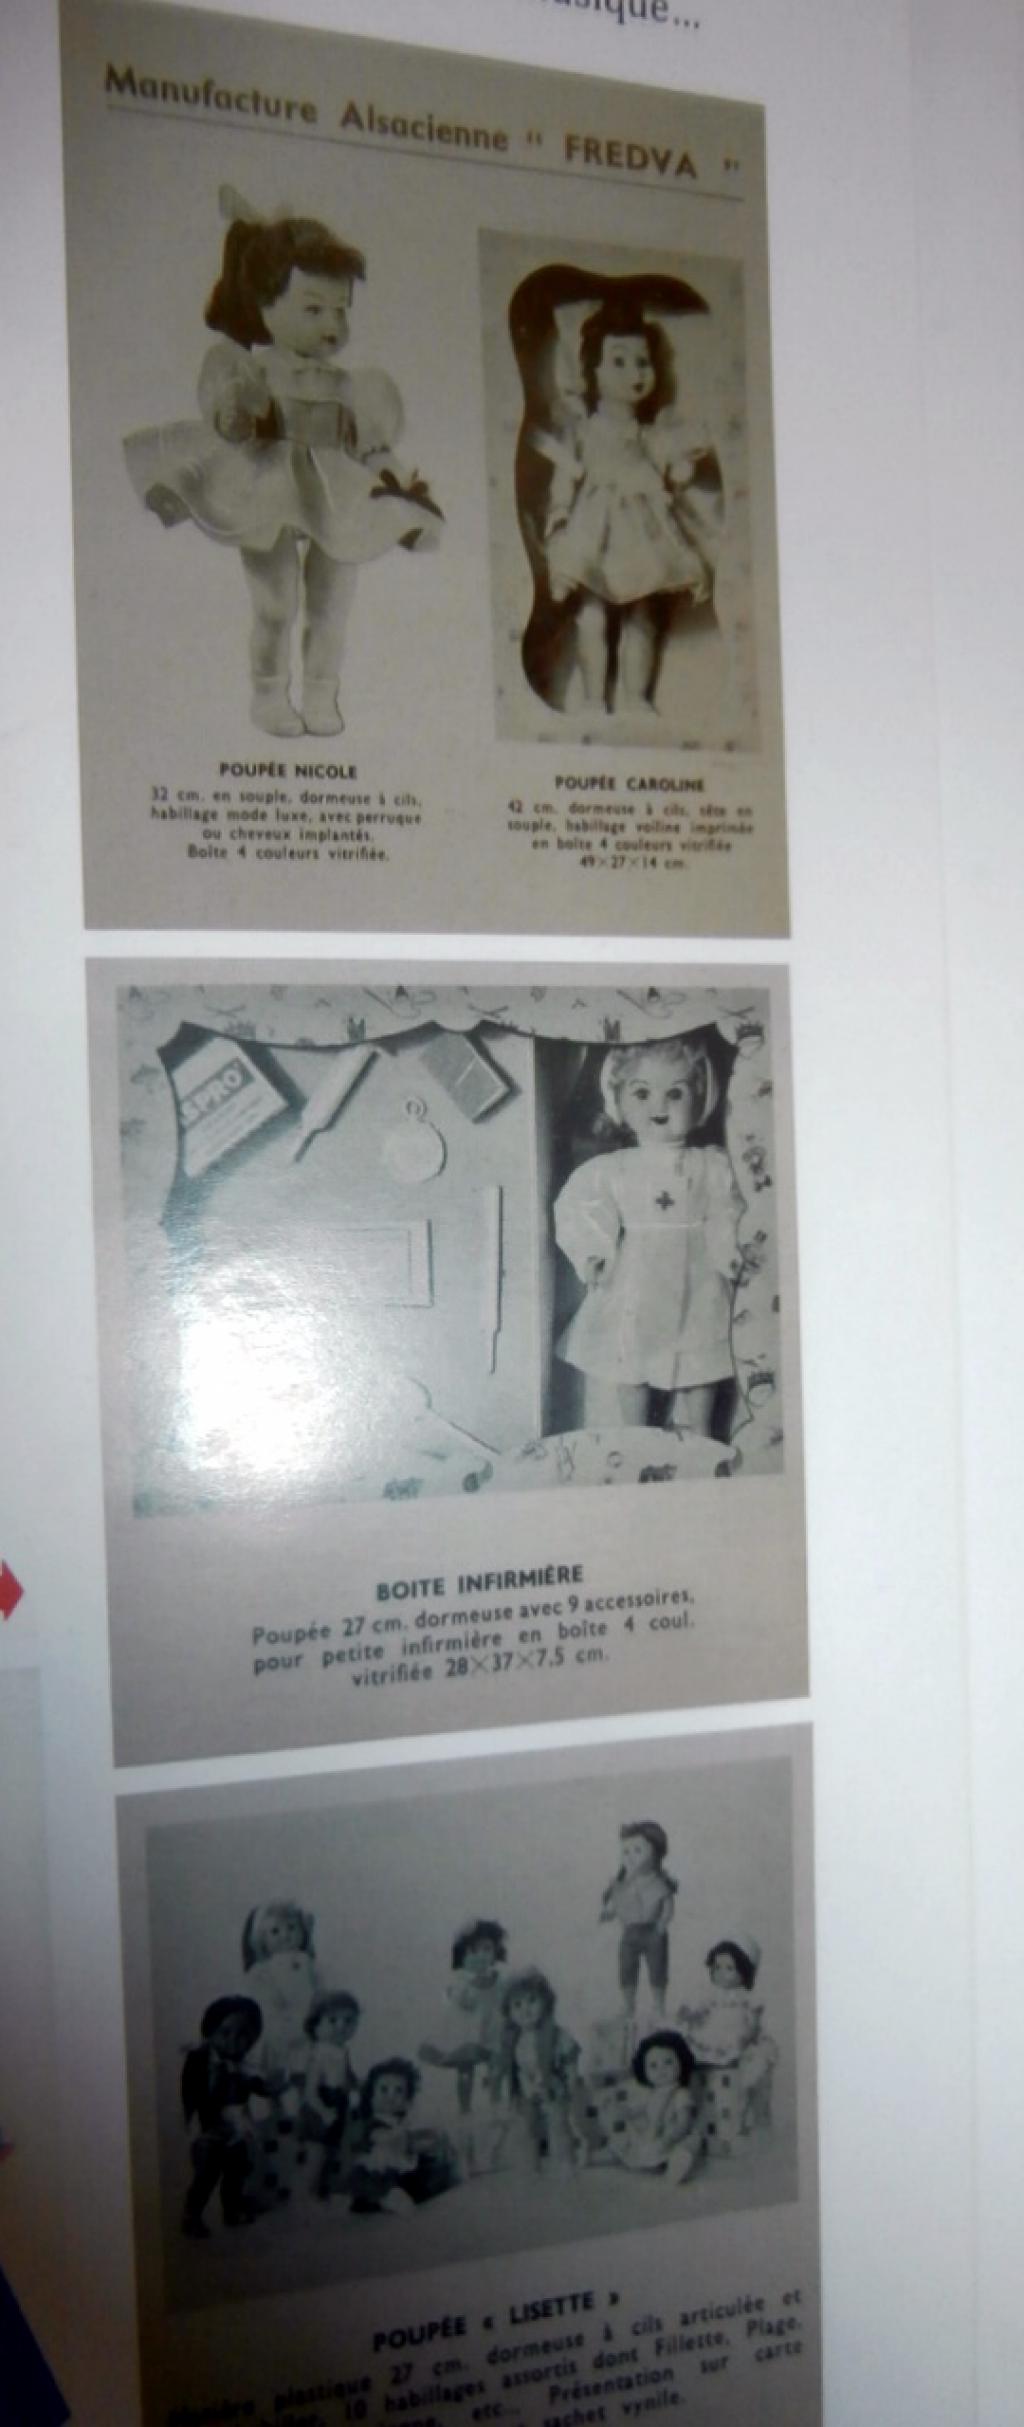 Manufacture Alsacienne " FREDVA "
POUPÉE NICOLE
32 cm. en souple, dormeuse à cils,
habillage mode luxe, avec perruque
ou cheveux implantés.
Boîte 4 couleurs vitrifiée.
POUPÉE CAROLINE
42 cm. dormeuse à cils, tête en
souple, habillage voiline imprimée
en boîte 4 couleurs vitrifiée
49×27×14 cm.
SPRO
BOITE INFIRMIÈRE
Poupée 27 cm. dormeuse avec 9 accessoires,
pour petite infirmière en boîte 4 coul.
vitrifiée 28×37×7,5 cm.
POUPÉE « LISETTE »
plastique 27 cm. dormeuse à cils articulée et
10 habillages assortis dont Fillette, Plage,
etc... Présentation sur carte
sachet vynile.